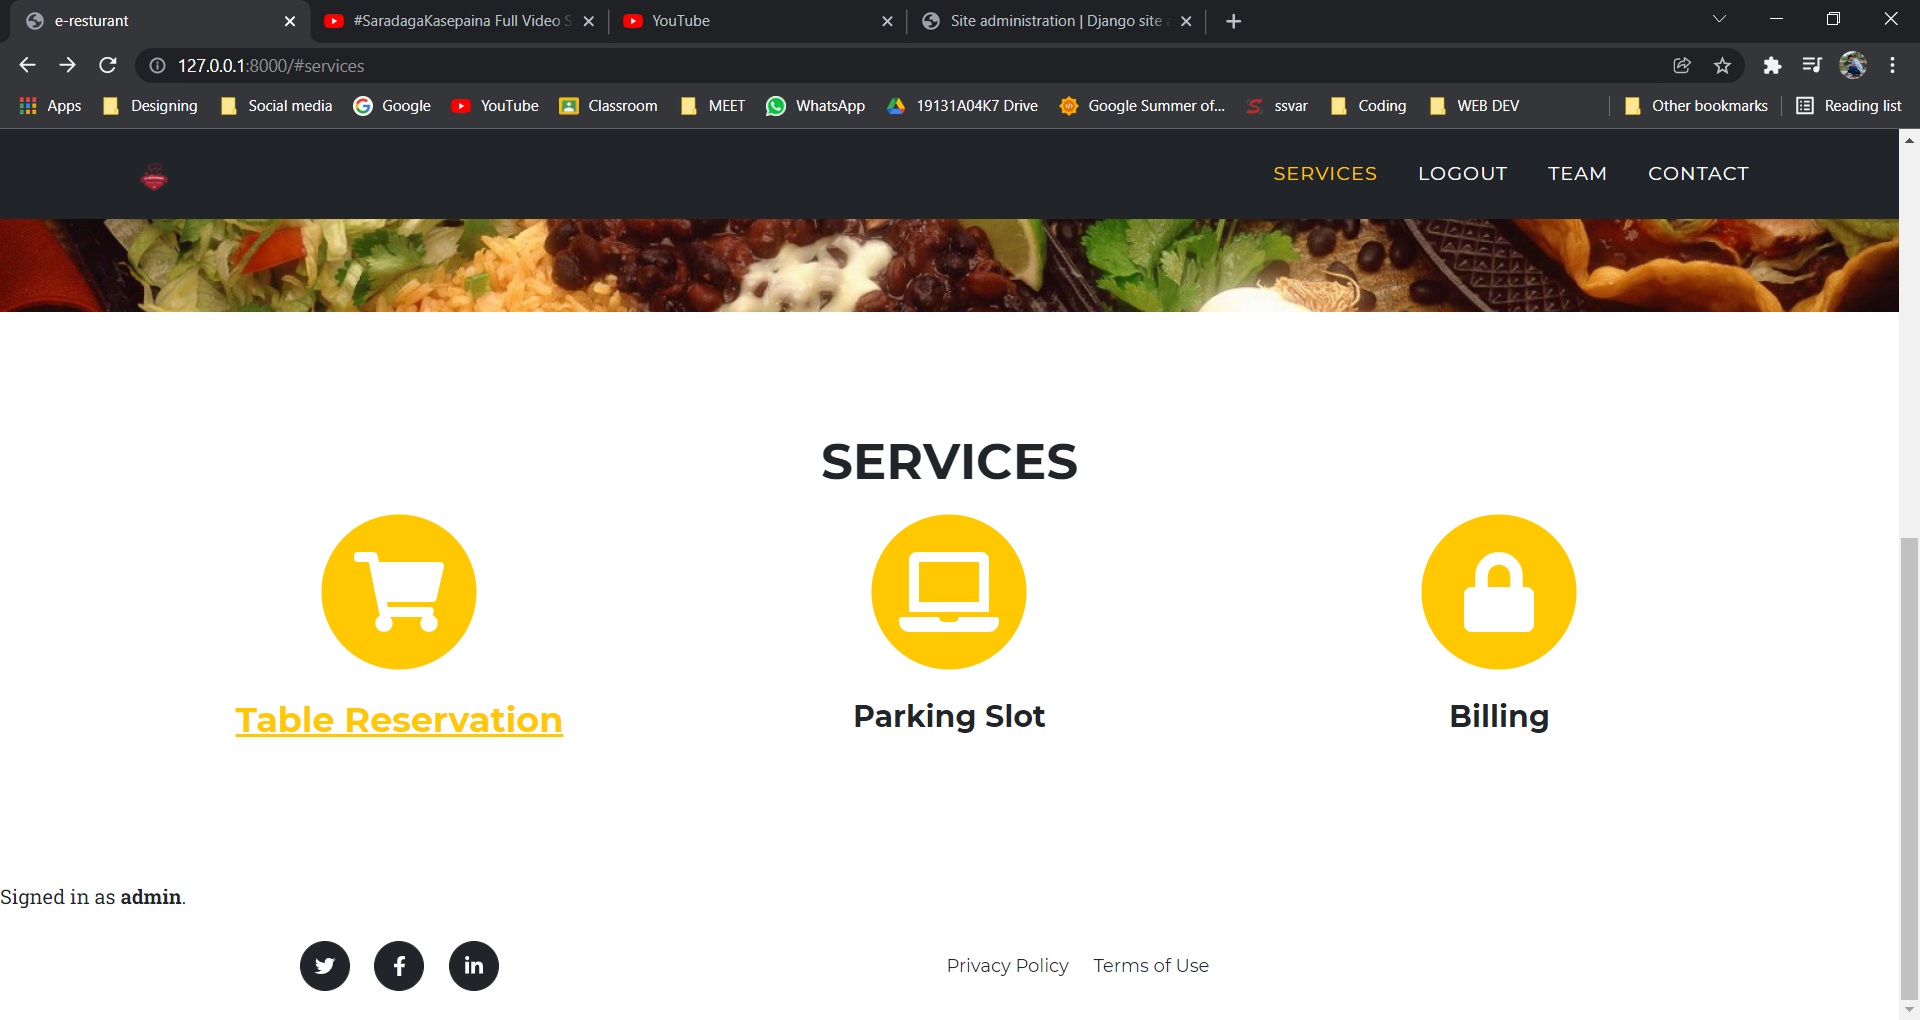 e-resturant
#SaradagaKasepaina Full Video S
YouTube
Site administration | Django site
127.0.0.1:8000/#services
Apps
Designing
Social media
Google
YouTube
Classroom
MEET
WhatsApp
19131A04K7 Drive
Google Summer of...
ssvar
Coding
WEB DEV
Other bookmarks
Reading list
SERVICES
LOGOUT
TEAM
CONTACT
SERVICES
Table Reservation
Parking Slot
Billing
Signed in as admin.
Privacy Policy
Terms of Use